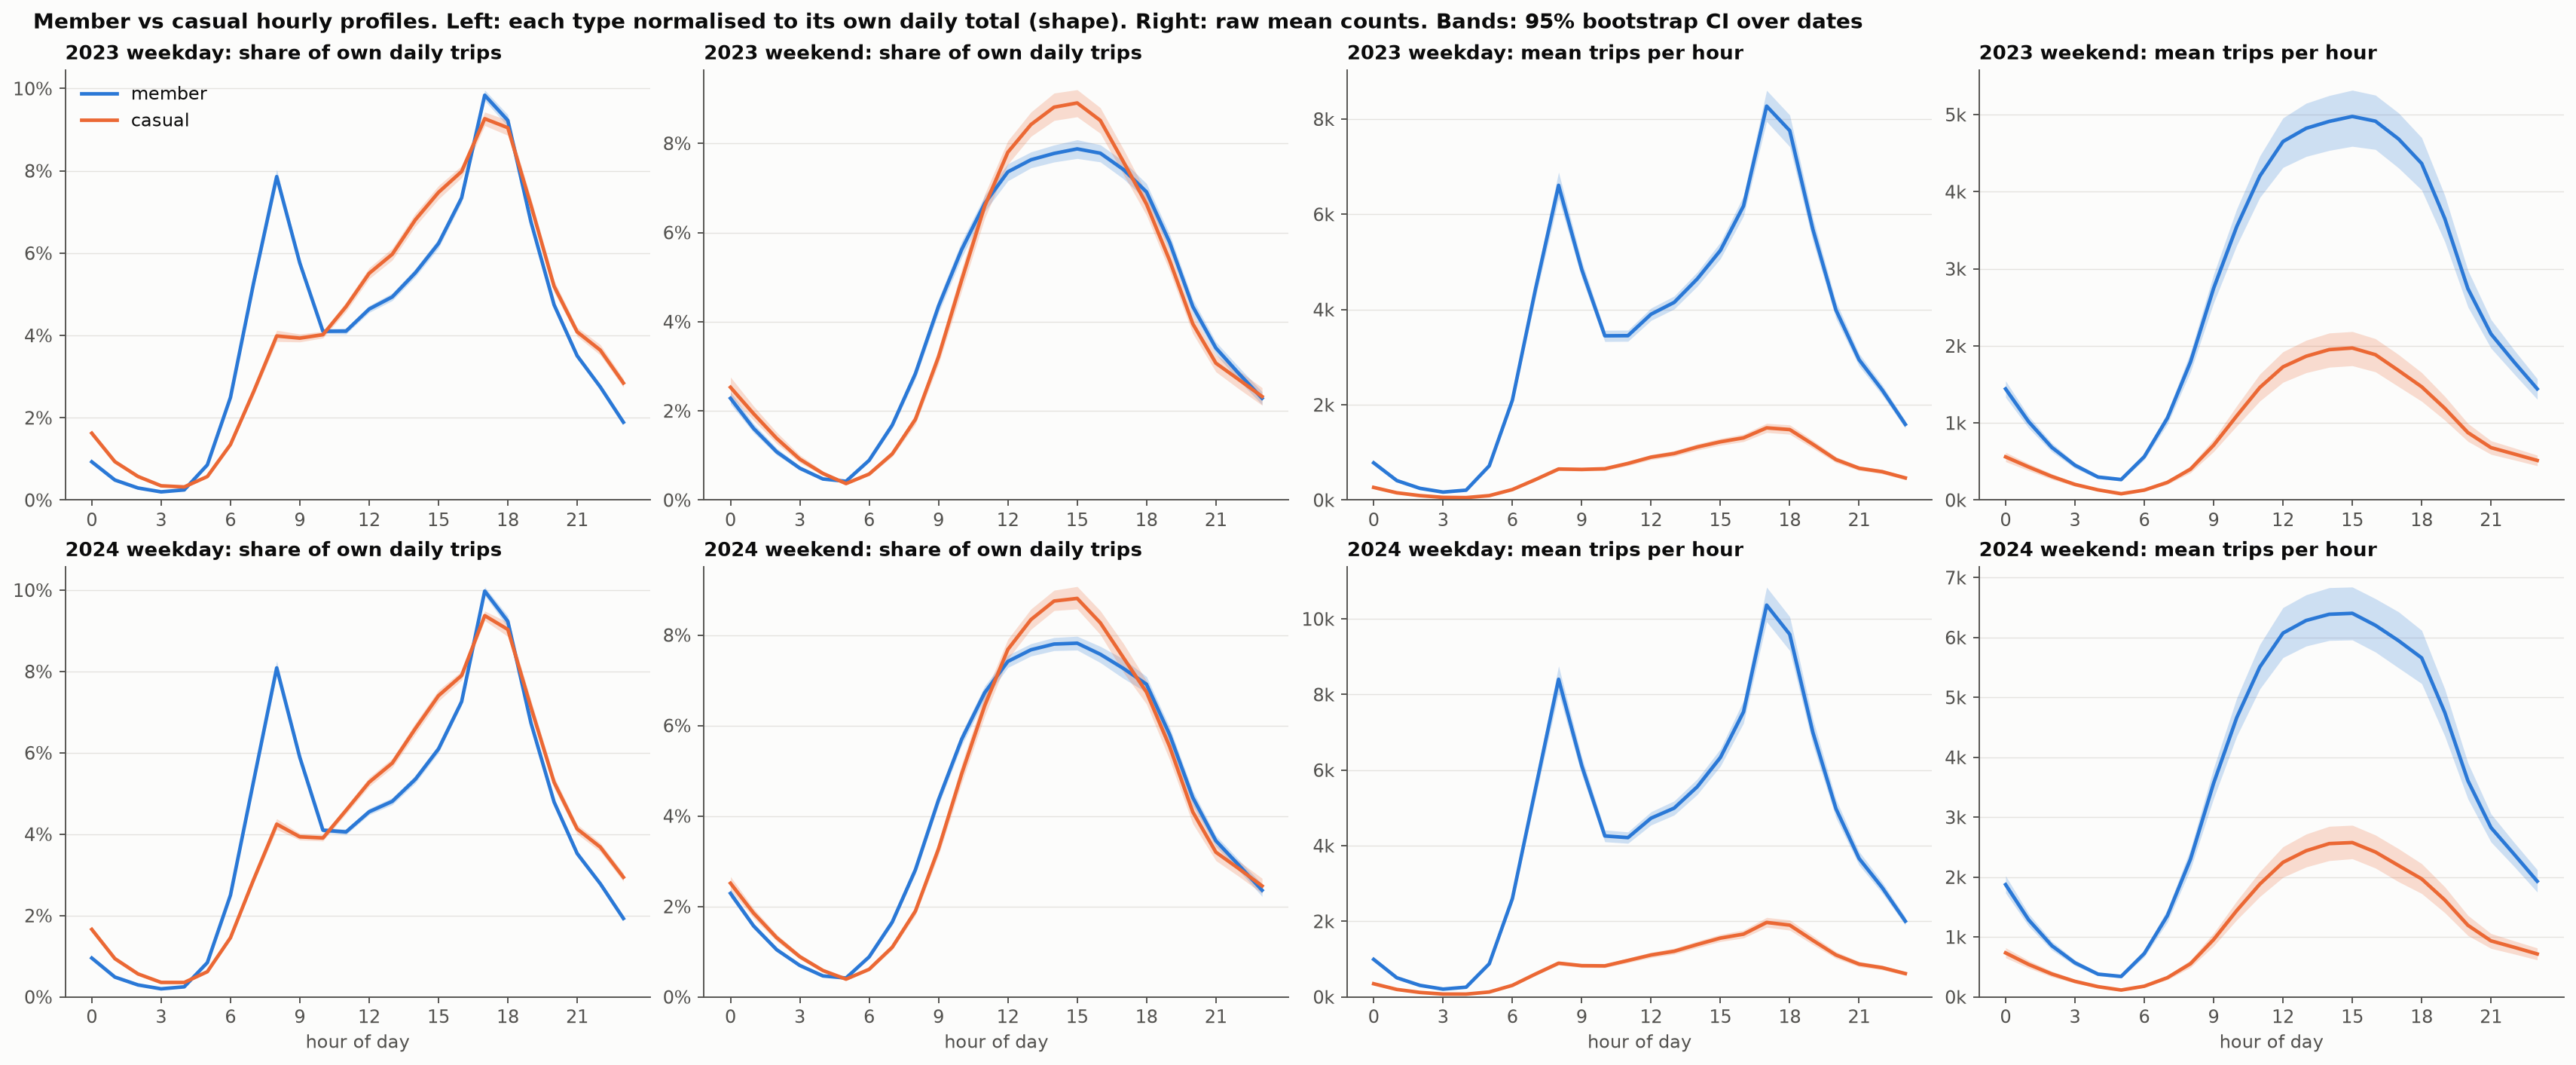 Member vs casual hourly profiles. Left: each type normalised to its own daily total (shape). Right: raw mean counts. Bands: 95% bootstrap CI over dates
2023 weekday: share of own daily trips
10%
8%
6%
4%
2%
0%
member
casual
0 3 6 9 12 15 18 21
2023 weekend: share of own daily trips
8%
6%
4%
2%
0%
0 3 6 9 12 15 18 21
2023 weekday: mean trips per hour
8k
6k
4k
2k
0k
0 3 6 9 12 15 18 21
2023 weekend: mean trips per hour
5k
4k
3k
2k
1k
0k
0 3 6 9 12 15 18 21
2024 weekday: share of own daily trips
10%
8%
6%
4%
2%
0%
0 3 6 9 12 15 18 21
hour of day
2024 weekend: share of own daily trips
8%
6%
4%
2%
0%
0 3 6 9 12 15 18 21
hour of day
2024 weekday: mean trips per hour
10k
8k
6k
4k
2k
0k
0 3 6 9 12 15 18 21
hour of day
2024 weekend: mean trips per hour
7k
6k
5k
4k
3k
2k
1k
0k
0 3 6 9 12 15 18 21
hour of day